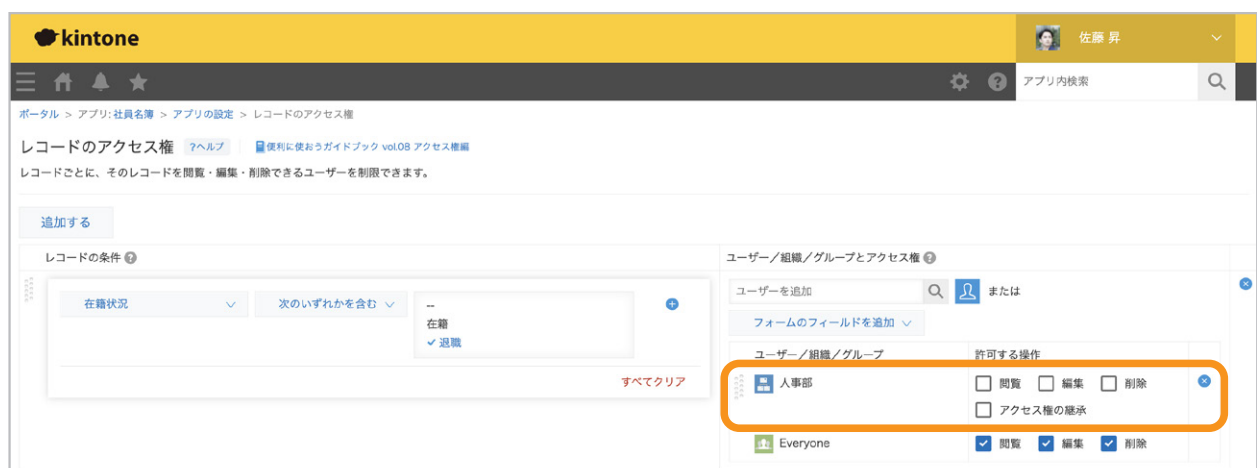 kintone
佐藤 昇
アプリ内検索
ポータル > アプリ: 社員名簿 > アプリの設定 > レコードのアクセス権
レコードのアクセス権 ?ヘルプ 便利に使おうガイドブック vol.08 アクセス権編
レコードごとに、そのレコードを閲覧・編集・削除できるユーザーを制限できます。
追加する
レコードの条件 ?
ユーザー／組織／グループとアクセス権 ?
在籍状況 次のいずれかを含む
--
在籍
退職
すべてクリア
ユーザーを追加 または
フォームのフィールドを追加
ユーザー／組織／グループ 許可する操作
人事部 閲覧 編集 削除
アクセス権の継承
Everyone 閲覧 編集 削除